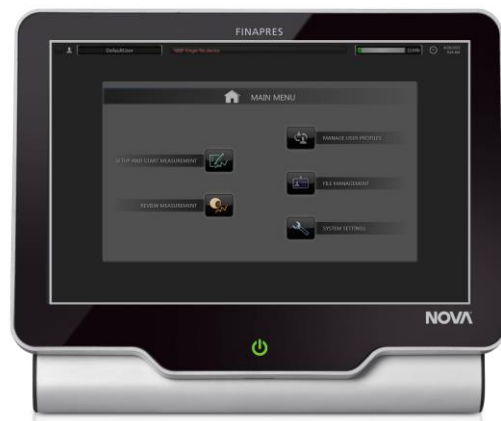 FINAPRES
DefaultUser
MAIN MENU
MANAGE USER PROFILES
SETUP AND START MEASUREMENT
FILE MANAGEMENT
REVIEW MEASUREMENT
SYSTEM SETTINGS
NOVA